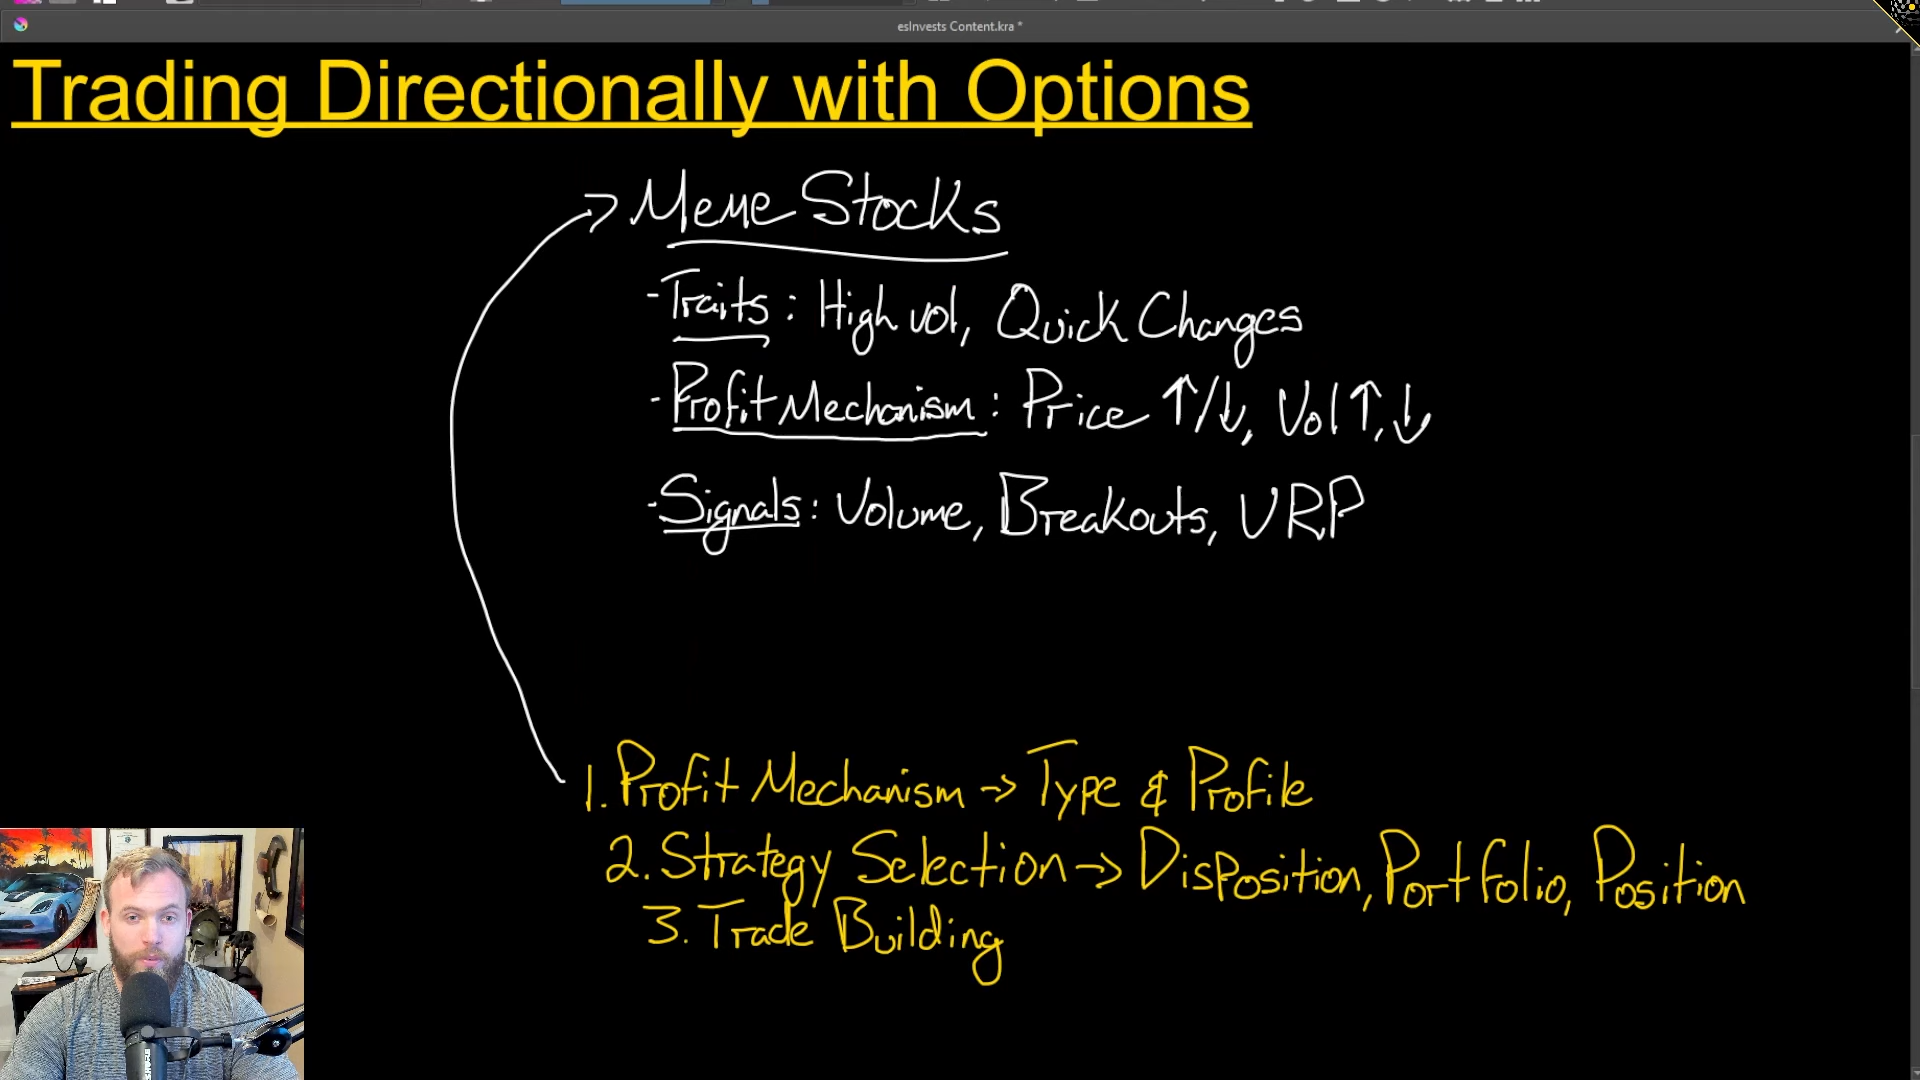 esInvests Content.kra *
Trading Directionally with Options
Meme Stocks
-Traits: High vol, Quick Changes
-Profit Mechanism: Price ↑/↓, Vol ↑,↓
-Signals: Volume, Breakouts, VRP
1. Profit Mechanism → Type & Profile
2. Strategy Selection → Disposition, Portfolio, Position
3. Trade Building